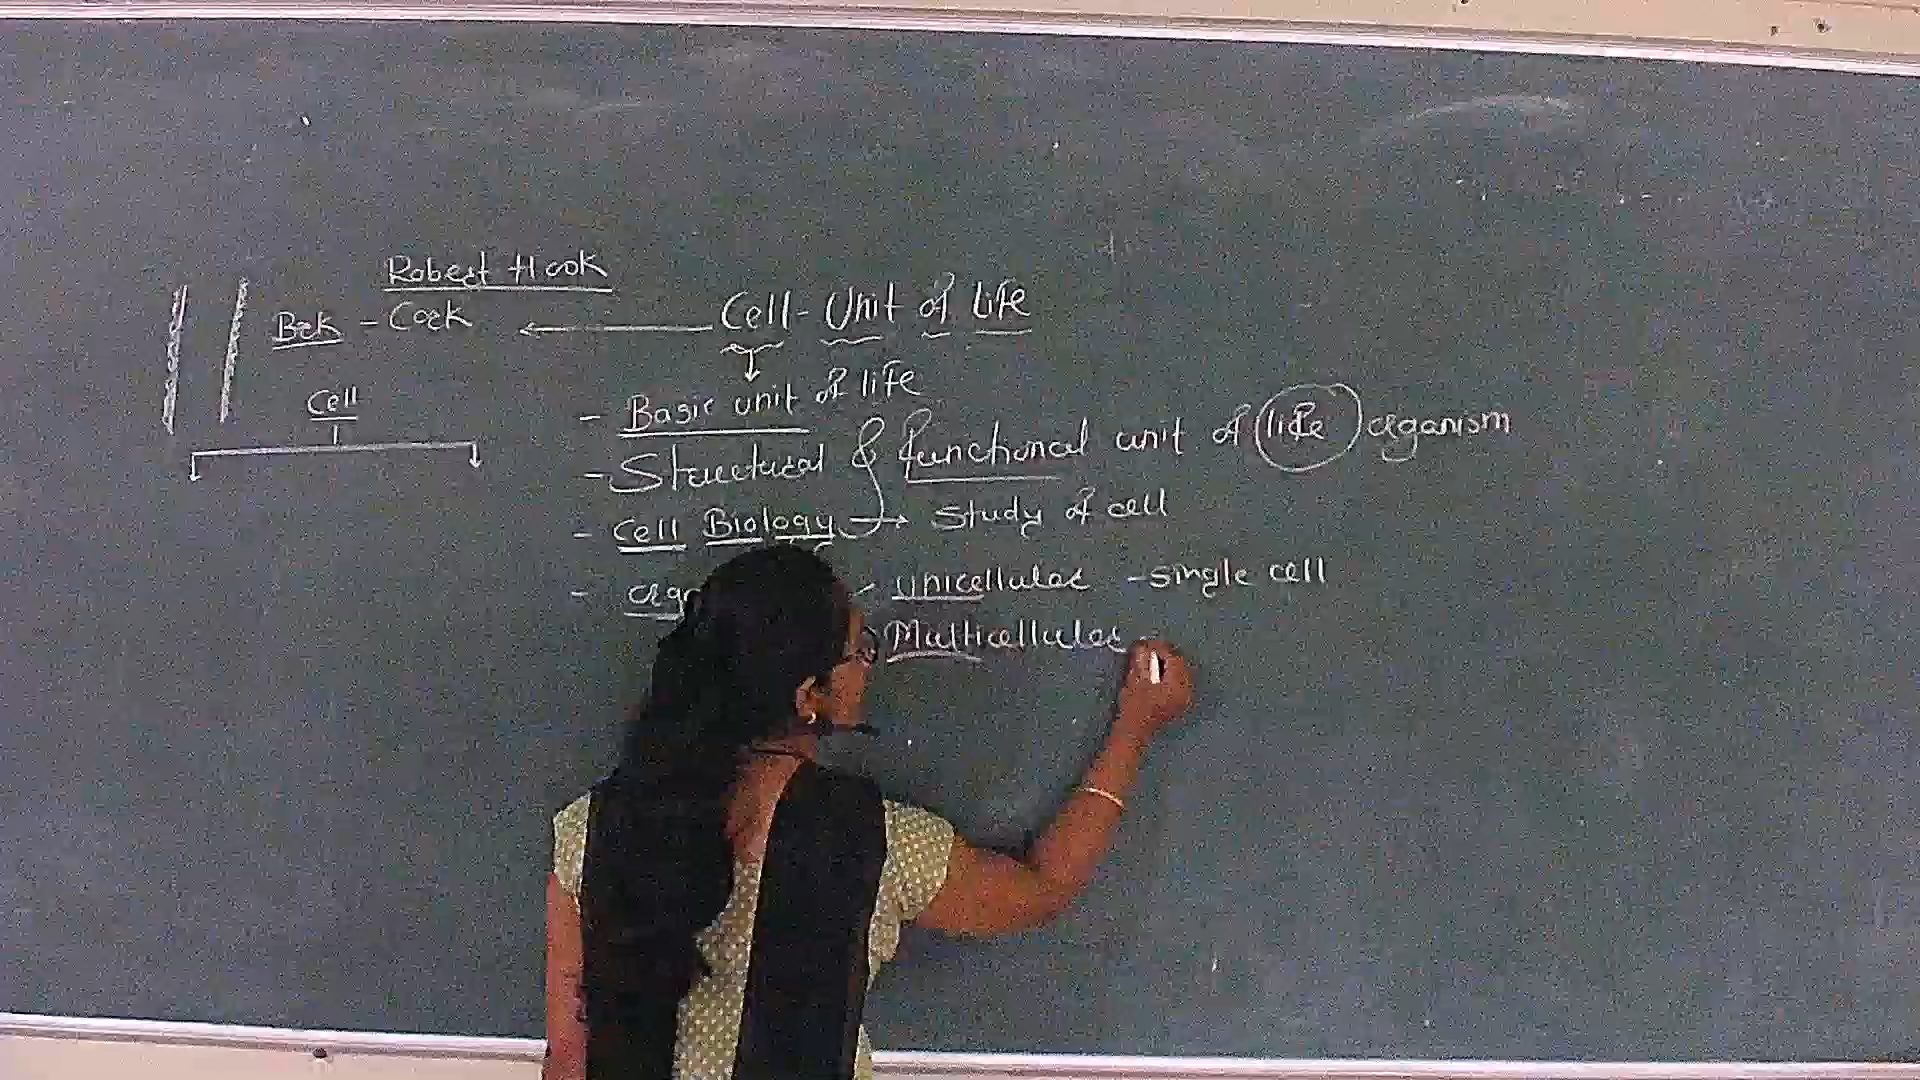 Robert Hook
Bek - Cork
Cell - Unit of Life
Cell
- Basic unit of life
- Structural & functional unit of life organism
- Cell Biology → Study of cell
- unicellular - single cell
Multicellular -